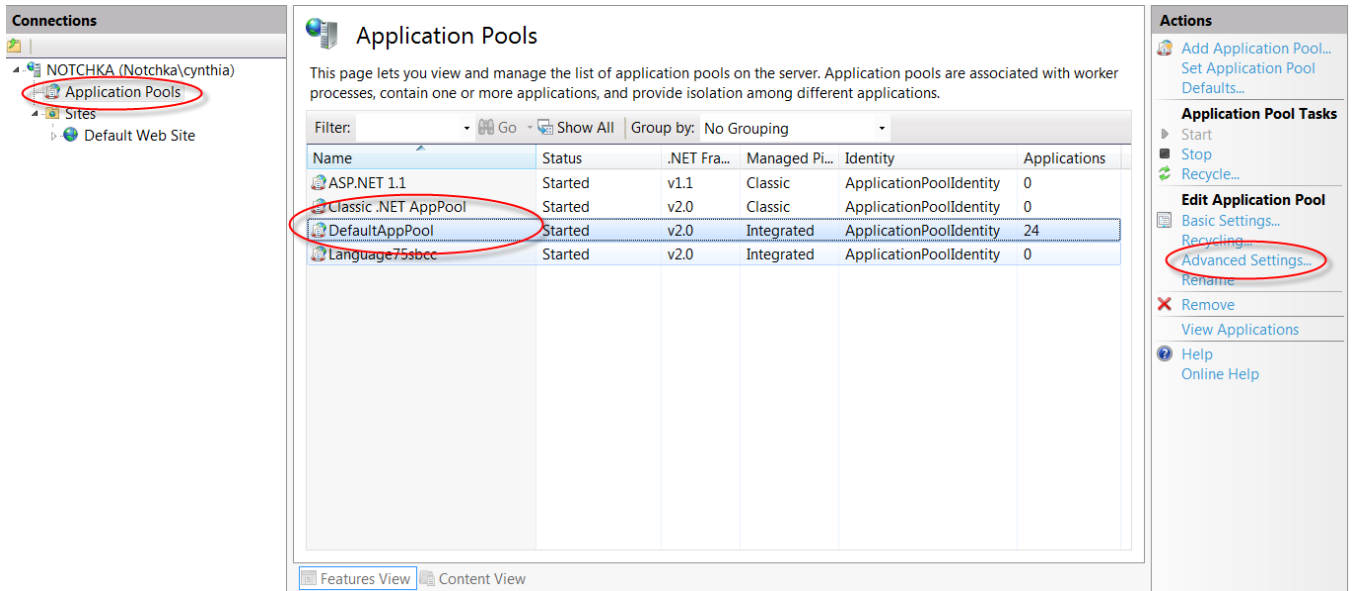 Connections
NOTCHKA (Notchka\cynthia)
Application Pools
Sites
Default Web Site
Application Pools
This page lets you view and manage the list of application pools on the server. Application pools are associated with worker
processes, contain one or more applications, and provide isolation among different applications.
Filter: Go Show All Group by: No Grouping
Name Status .NET Fra... Managed Pi... Identity Applications
ASP.NET 1.1 Started v1.1 Classic ApplicationPoolIdentity 0
Classic .NET AppPool Started v2.0 Classic ApplicationPoolIdentity 0
DefaultAppPool Started v2.0 Integrated ApplicationPoolIdentity 24
Language75sbcc Started v2.0 Integrated ApplicationPoolIdentity 0
Features View Content View
Actions
Add Application Pool...
Set Application Pool
Defaults...
Application Pool Tasks
Start
Stop
Recycle...
Edit Application Pool
Basic Settings...
Recycling...
Advanced Settings...
Rename
Remove
View Applications
Help
Online Help